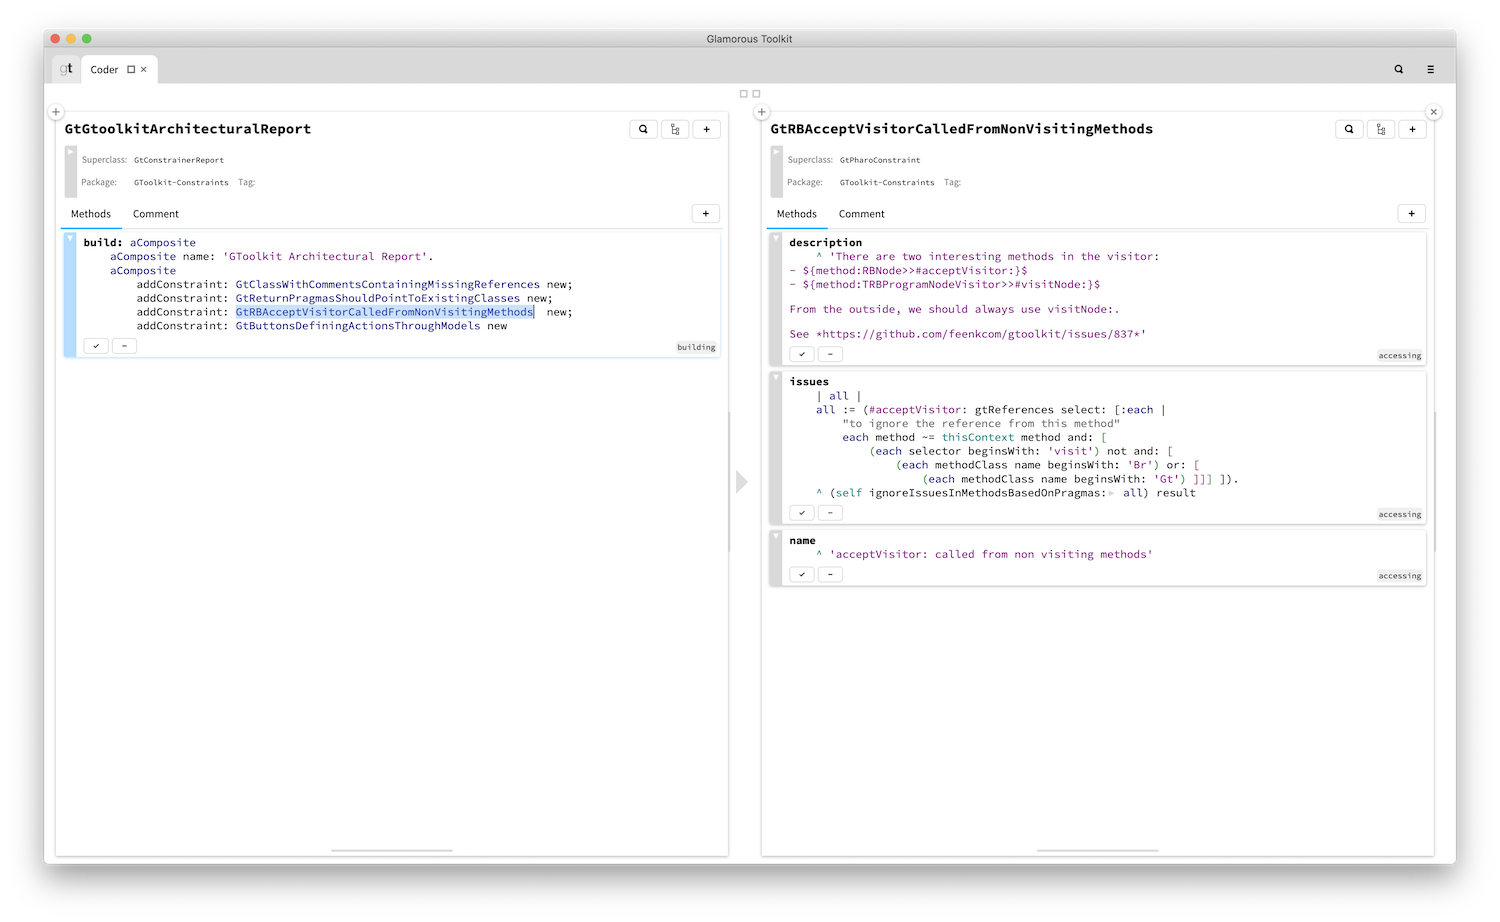 Glamorous Toolkit
gt
Coder
GtGtoolkitArchitecturalReport
Superclass: GtConstrainerReport
Package: GToolkit-Constraints Tag:
Methods Comment
build: aComposite
aComposite name: 'GToolkit Architectural Report'.
aComposite
addConstraint: GtClassWithCommentsContainingMissingReferences new;
addConstraint: GtReturnPragmasShouldPointToExistingClasses new;
addConstraint: GtRBAcceptVisitorCalledFromNonVisitingMethods new;
addConstraint: GtButtonsDefiningActionsThroughModels new
building
GtRBAcceptVisitorCalledFromNonVisitingMethods
Superclass: GtPharoConstraint
Package: GToolkit-Constraints Tag:
Methods Comment
description
^ 'There are two interesting methods in the visitor:
- ${method:RBNode>>#acceptVisitor:}$
- ${method:TRBProgramNodeVisitor>>#visitNode:}$
From the outside, we should always use visitNode:.
See *https://github.com/feenkcom/gtoolkit/issues/837*'
accessing
issues
| all |
all := (#acceptVisitor: gtReferences select: [:each |
"to ignore the reference from this method"
each method ~= thisContext method and: [
(each selector beginsWith: 'visit') not and: [
(each methodClass name beginsWith: 'Br') or: [
(each methodClass name beginsWith: 'Gt') ]]] ]).
^ (self ignoreIssuesInMethodsBasedOnPragmas: all) result
accessing
name
^ 'acceptVisitor: called from non visiting methods'
accessing